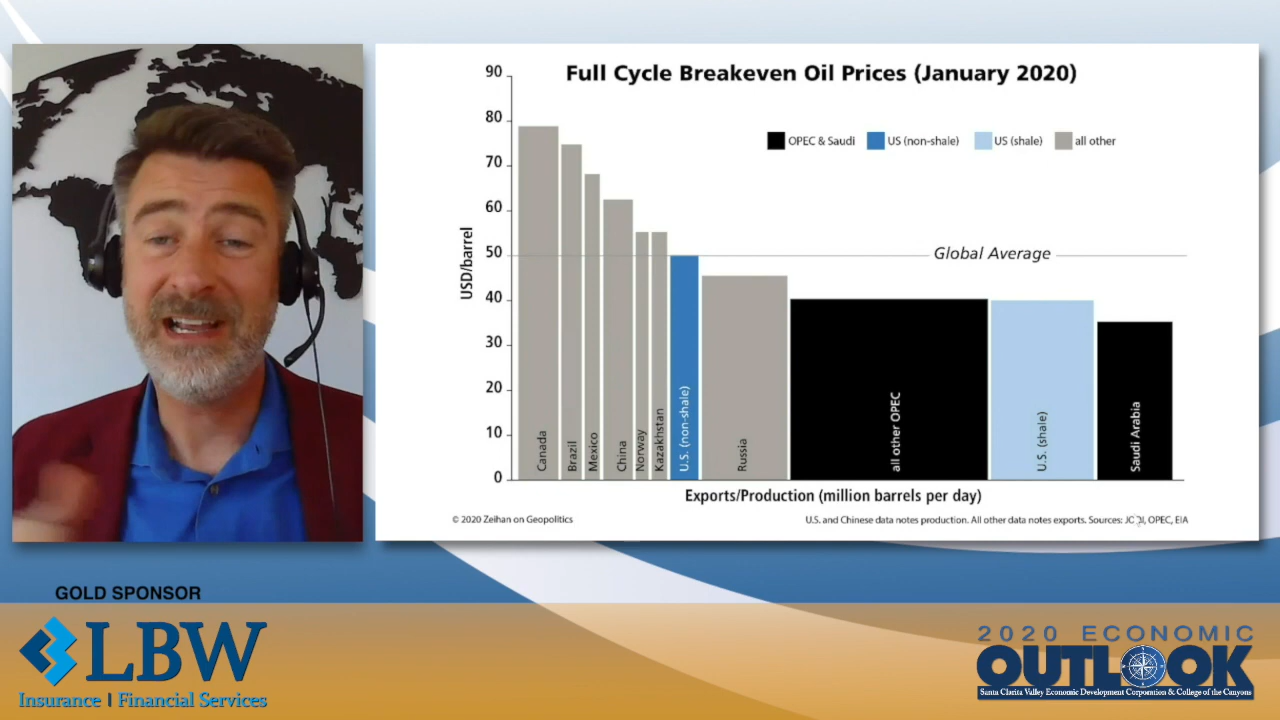 Full Cycle Breakeven Oil Prices (January 2020)
OPEC & Saudi
US (non-shale)
US (shale)
all other
90
80
70
60
50
40
30
20
10
0
USD/barrel
Global Average
Canada
Brazil
Mexico
China
Norway
Kazakhstan
U.S. (non-shale)
Russia
all other OPEC
U.S. (shale)
Saudi Arabia
Exports/Production (million barrels per day)
© 2020 Zeihan on Geopolitics
U.S. and Chinese data notes production. All other data notes exports. Sources: JODI, OPEC, EIA
GOLD SPONSOR
LBW
Insurance | Financial Services
2020 ECONOMIC
OUTLOOK
Santa Clarita Valley Economic Development Corporation & College of the Canyons